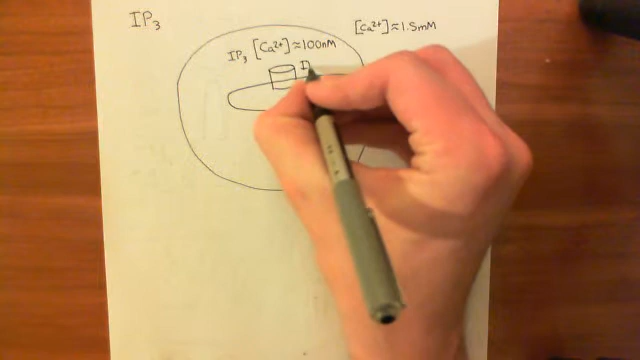 IP₃
[Ca²⁺]≈1.5mM
IP₃ [Ca²⁺]≈100nM
I